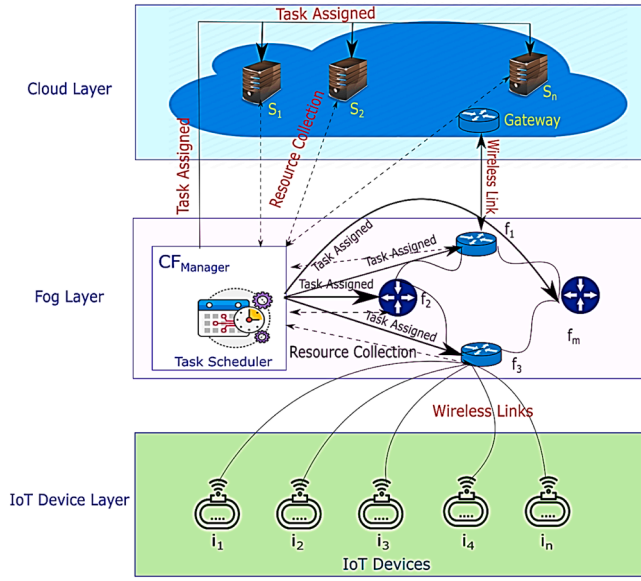 Task Assigned
Cloud Layer
S1
S2
Sn
Gateway
Task Assigned
Resource Collection
Wireless Link
Fog Layer
CFManager
Task Scheduler
Task Assigned
Task Assigned
Task Assigned
Task Assigned
Resource Collection
f1
f2
f3
fm
Wireless Links
IoT Device Layer
i1
i2
i3
i4
in
IoT Devices